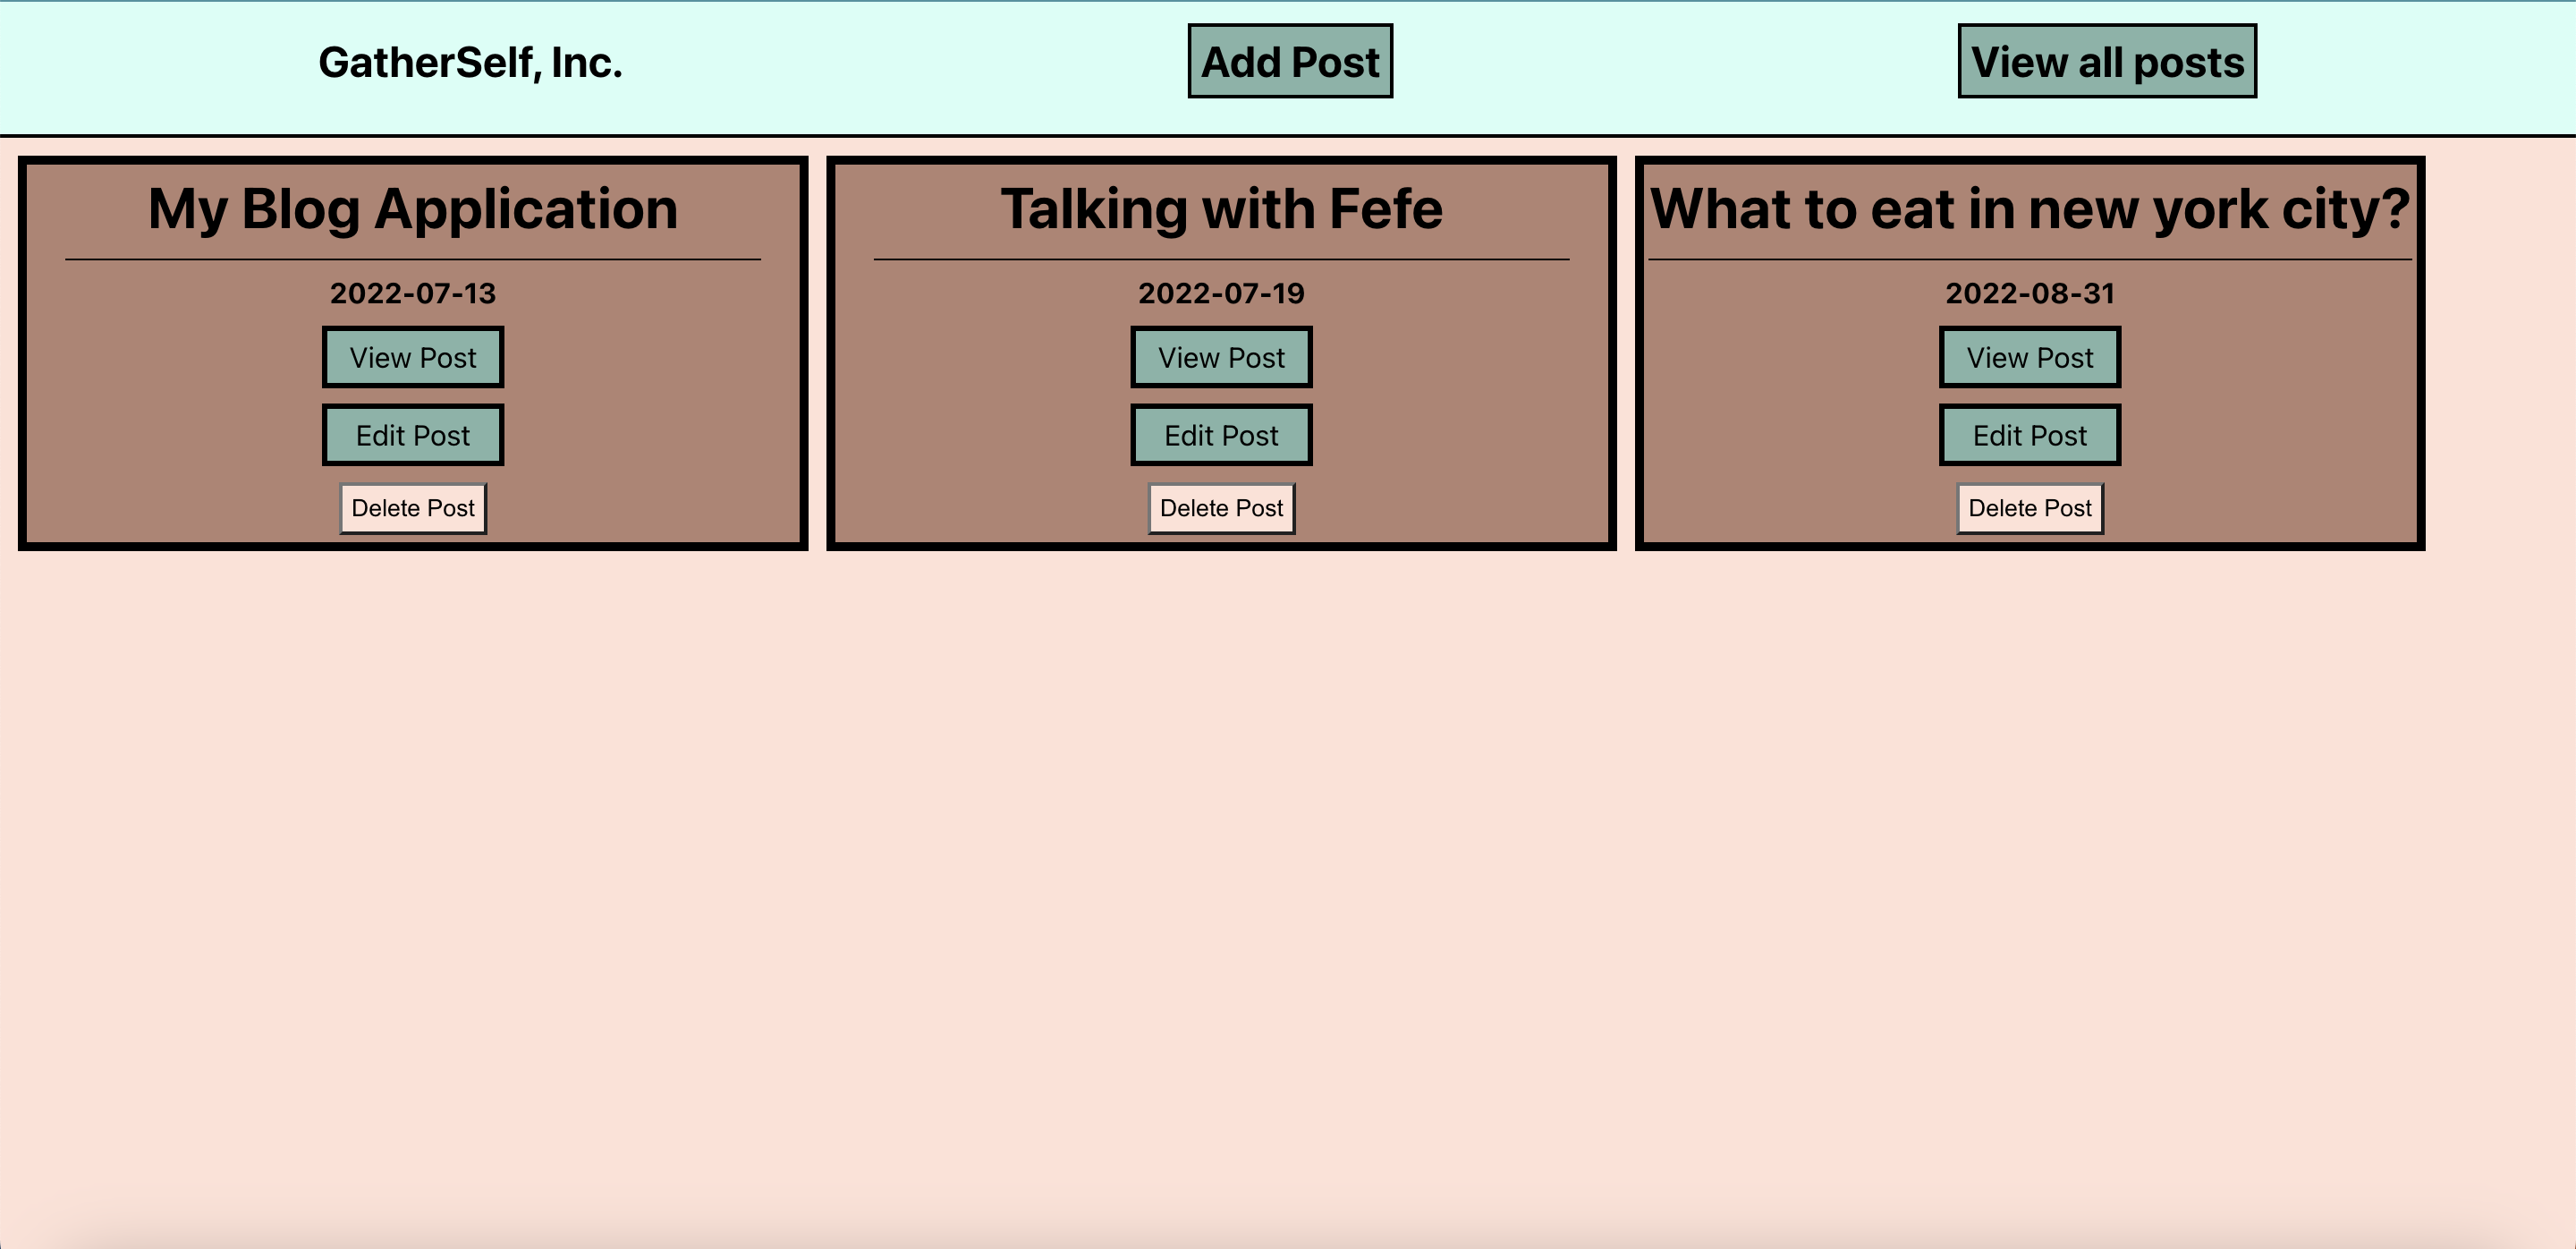 GatherSelf, Inc.
Add Post
View all posts
My Blog Application
2022-07-13
View Post
Edit Post
Delete Post
Talking with Fefe
2022-07-19
View Post
Edit Post
Delete Post
What to eat in new york city?
2022-08-31
View Post
Edit Post
Delete Post